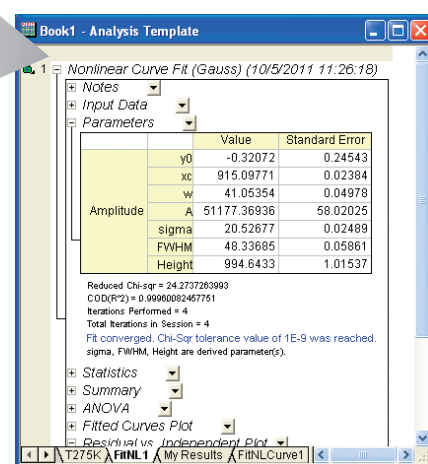 Book1 - Analysis Template
1 Nonlinear Curve Fit (Gauss) (10/5/2011 11:26:18)
Notes
Input Data
Parameters
Value Standard Error
y0 -0.32072 0.24543
xc 915.09771 0.02384
w 41.05354 0.04978
Amplitude A 51177.36936 58.02025
sigma 20.52677 0.02489
FWHM 48.33685 0.05861
Height 994.6433 1.01537
Reduced Chi-sqr = 24.2737263993
COD(R^2) = 0.99960082457751
Iterations Performed = 4
Total Iterations in Session = 4
Fit converged. Chi-Sqr tolerance value of 1E-9 was reached.
sigma, FWHM, Height are derived parameter(s).
Statistics
Summary
ANOVA
Fitted Curves Plot
Residual vs. Independent Plot
T275K FitNL1 My Results FitNLCurve1